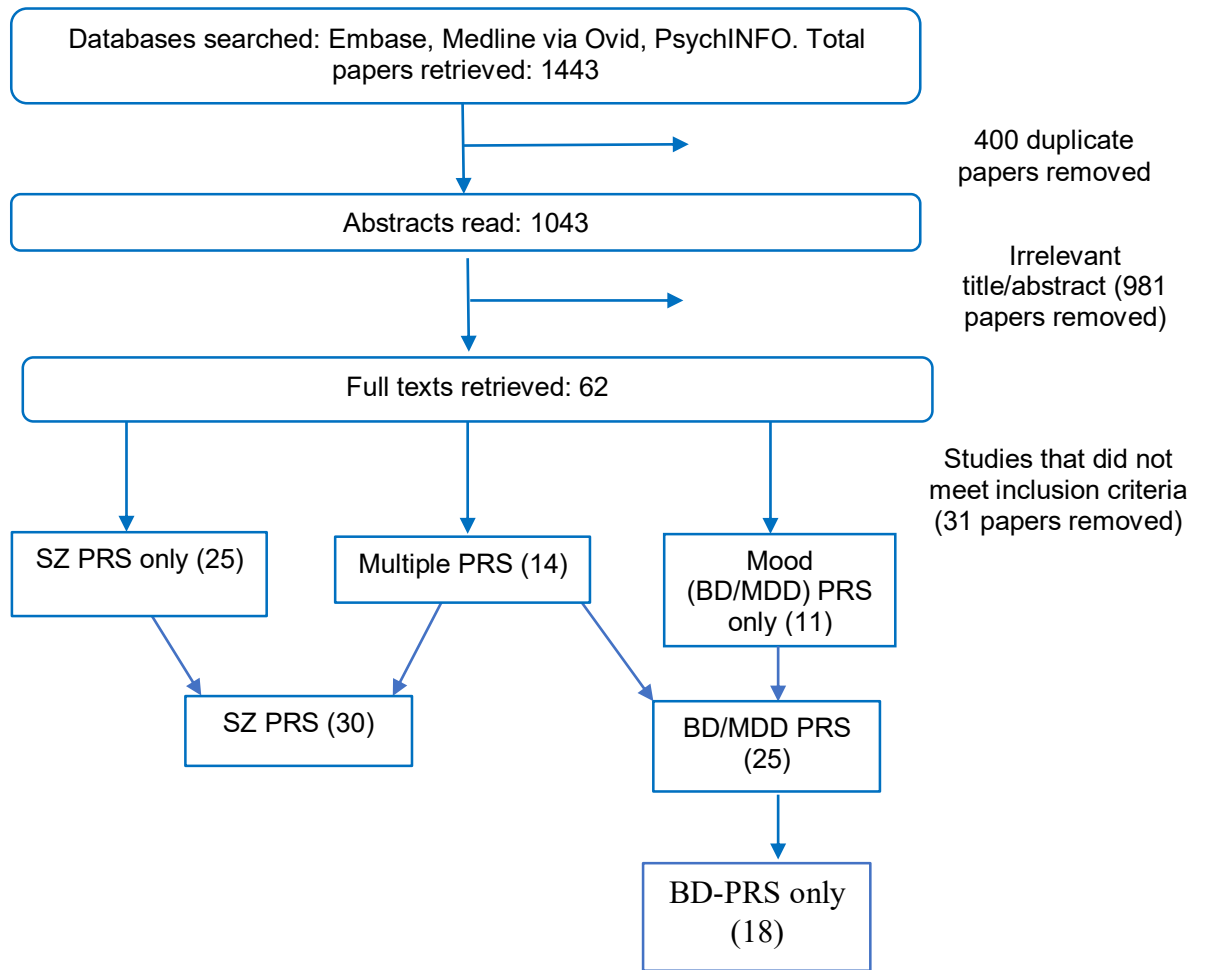 Databases searched: Embase, Medline via Ovid, PsychINFO. Total
papers retrieved: 1443
400 duplicate
papers removed
Abstracts read: 1043
Irrelevant
title/abstract (981
papers removed)
Full texts retrieved: 62
Studies that did not
meet inclusion criteria
(31 papers removed)
SZ PRS only (25)
Multiple PRS (14)
Mood
(BD/MDD) PRS
only (11)
SZ PRS (30)
BD/MDD PRS
(25)
BD-PRS only
(18)